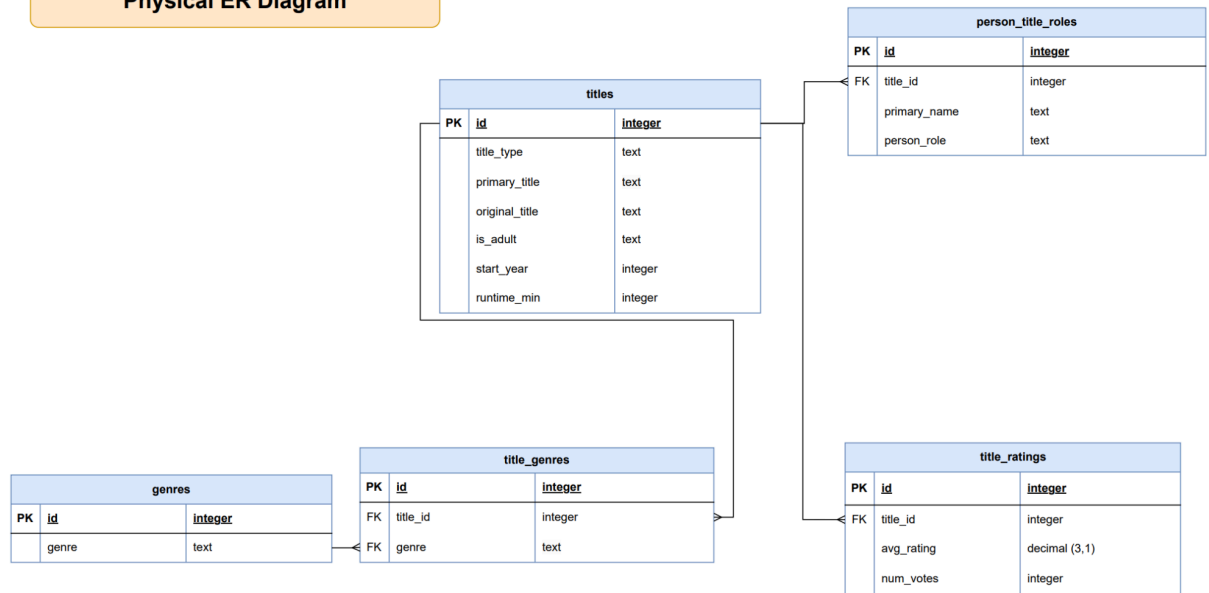 Physical ER Diagram
person_title_roles
PK id integer
FK title_id integer
primary_name text
person_role text
titles
PK id integer
title_type text
primary_title text
original_title text
is_adult text
start_year integer
runtime_min integer
genres
PK id integer
genre text
title_genres
PK id integer
FK title_id integer
FK genre text
title_ratings
PK id integer
FK title_id integer
avg_rating decimal (3,1)
num_votes integer